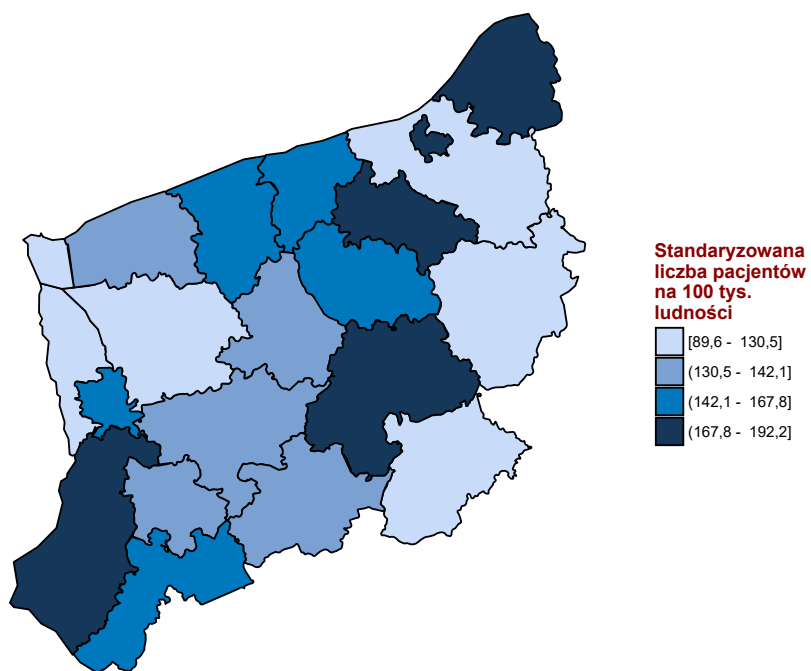 Standaryzowana
liczba pacjentów
na 100 tys.
ludności
[89,6 - 130,5]
(130,5 - 142,1]
(142,1 - 167,8]
(167,8 - 192,2]